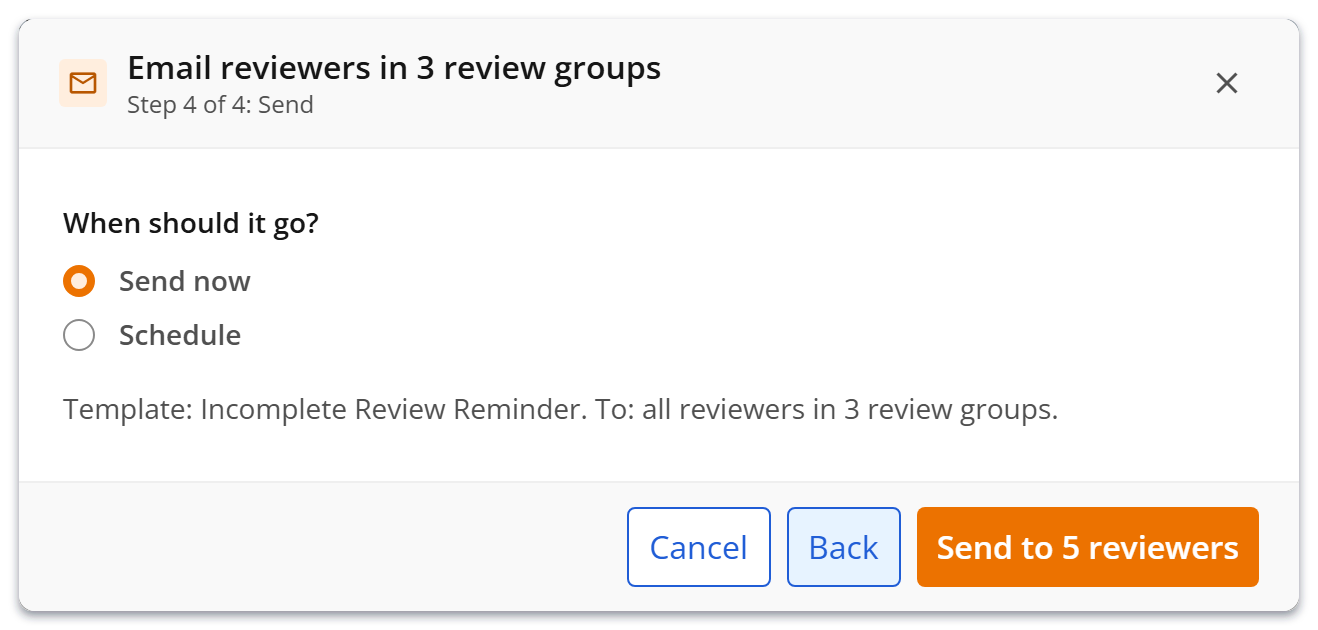 Email reviewers in 3 review groups
Step 4 of 4: Send
When should it go?
Send now
Schedule
Template: Incomplete Review Reminder. To: all reviewers in 3 review groups.
Cancel
Back
Send to 5 reviewers